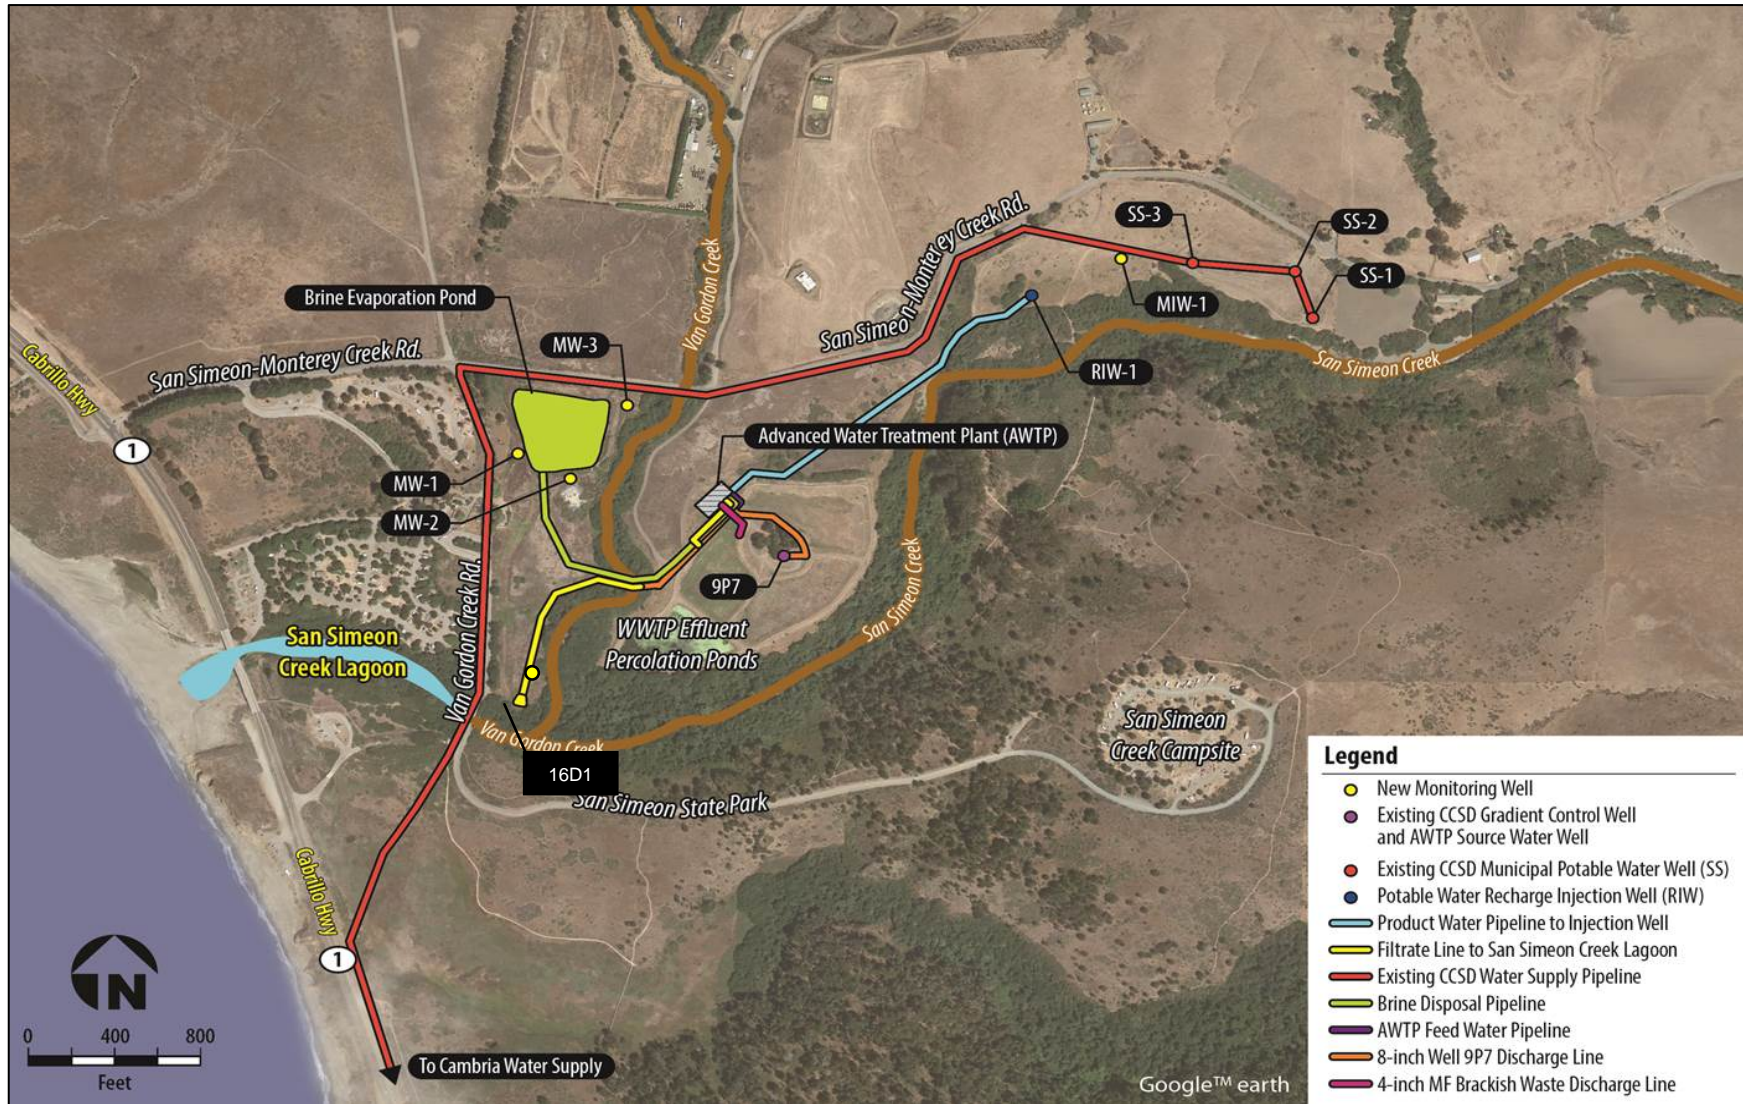 SS-3
SS-2
SS-1
MIW-1
RIW-1
San Simeon-Monterey Creek Rd.
Van Gordon Creek
Van Gordon Creek
San Simeon Creek
Brine Evaporation Pond
MW-3
San Simeon-Monterey Creek Rd.
Cabrillo Hwy
1
Advanced Water Treatment Plant (AWTP)
MW-1
MW-2
9P7
WWTP Effluent
Percolation Ponds
San Simeon Creek
Van Gordon Creek Rd.
San Simeon
Creek Lagoon
Van Gordon Creek
16D1
San Simeon State Park
San Simeon
Creek Campsite
Cabrillo Hwy
1
N
0 400 800
Feet
To Cambria Water Supply
Google™ earth
Legend
New Monitoring Well
Existing CCSD Gradient Control Well
and AWTP Source Water Well
Existing CCSD Municipal Potable Water Well (SS)
Potable Water Recharge Injection Well (RIW)
Product Water Pipeline to Injection Well
Filtrate Line to San Simeon Creek Lagoon
Existing CCSD Water Supply Pipeline
Brine Disposal Pipeline
AWTP Feed Water Pipeline
8-inch Well 9P7 Discharge Line
4-inch MF Brackish Waste Discharge Line